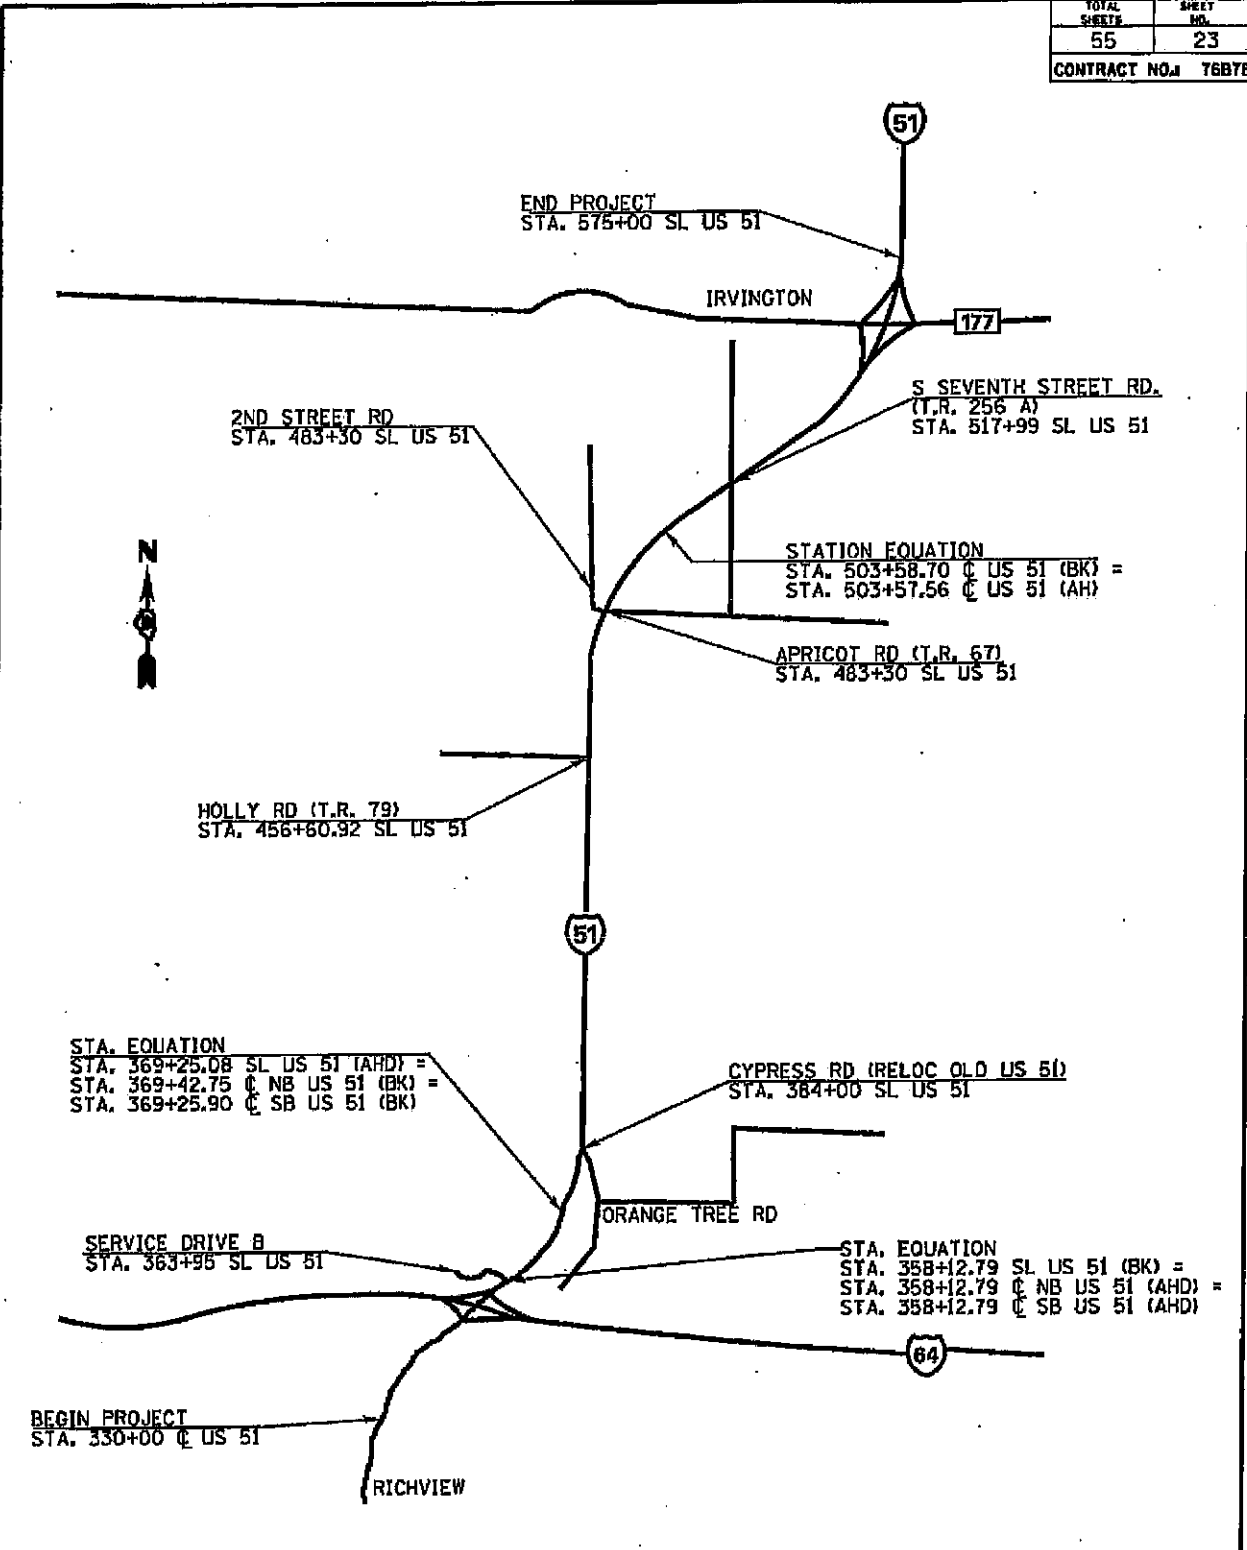 TOTAL SHEETS
SHEET NO.
55
23
CONTRACT NO.: 76B7
51
END PROJECT
STA. 575+00 SL US 51
IRVINGTON
177
S SEVENTH STREET RD.
(T.R. 256 A)
STA. 517+99 SL US 51
2ND STREET RD
STA. 483+30 SL US 51
N
STATION EQUATION
STA. 503+58.70 ℄ US 51 (BK) =
STA. 503+57.56 ℄ US 51 (AH)
APRICOT RD (T.R. 67)
STA. 483+30 SL US 51
HOLLY RD (T.R. 79)
STA. 456+60.92 SL US 51
51
STA. EQUATION
STA. 369+25.08 SL US 51 (AHD) =
STA. 369+42.75 ℄ NB US 51 (BK) =
STA. 369+25.90 ℄ SB US 51 (BK)
CYPRESS RD (RELOC OLD US 51)
STA. 384+00 SL US 51
ORANGE TREE RD
SERVICE DRIVE B
STA. 363+95 SL US 51
STA. EQUATION
STA. 358+12.79 SL US 51 (BK) =
STA. 358+12.79 ℄ NB US 51 (AHD) =
STA. 358+12.79 ℄ SB US 51 (AHD)
64
BEGIN PROJECT
STA. 330+00 ℄ US 51
RICHVIEW